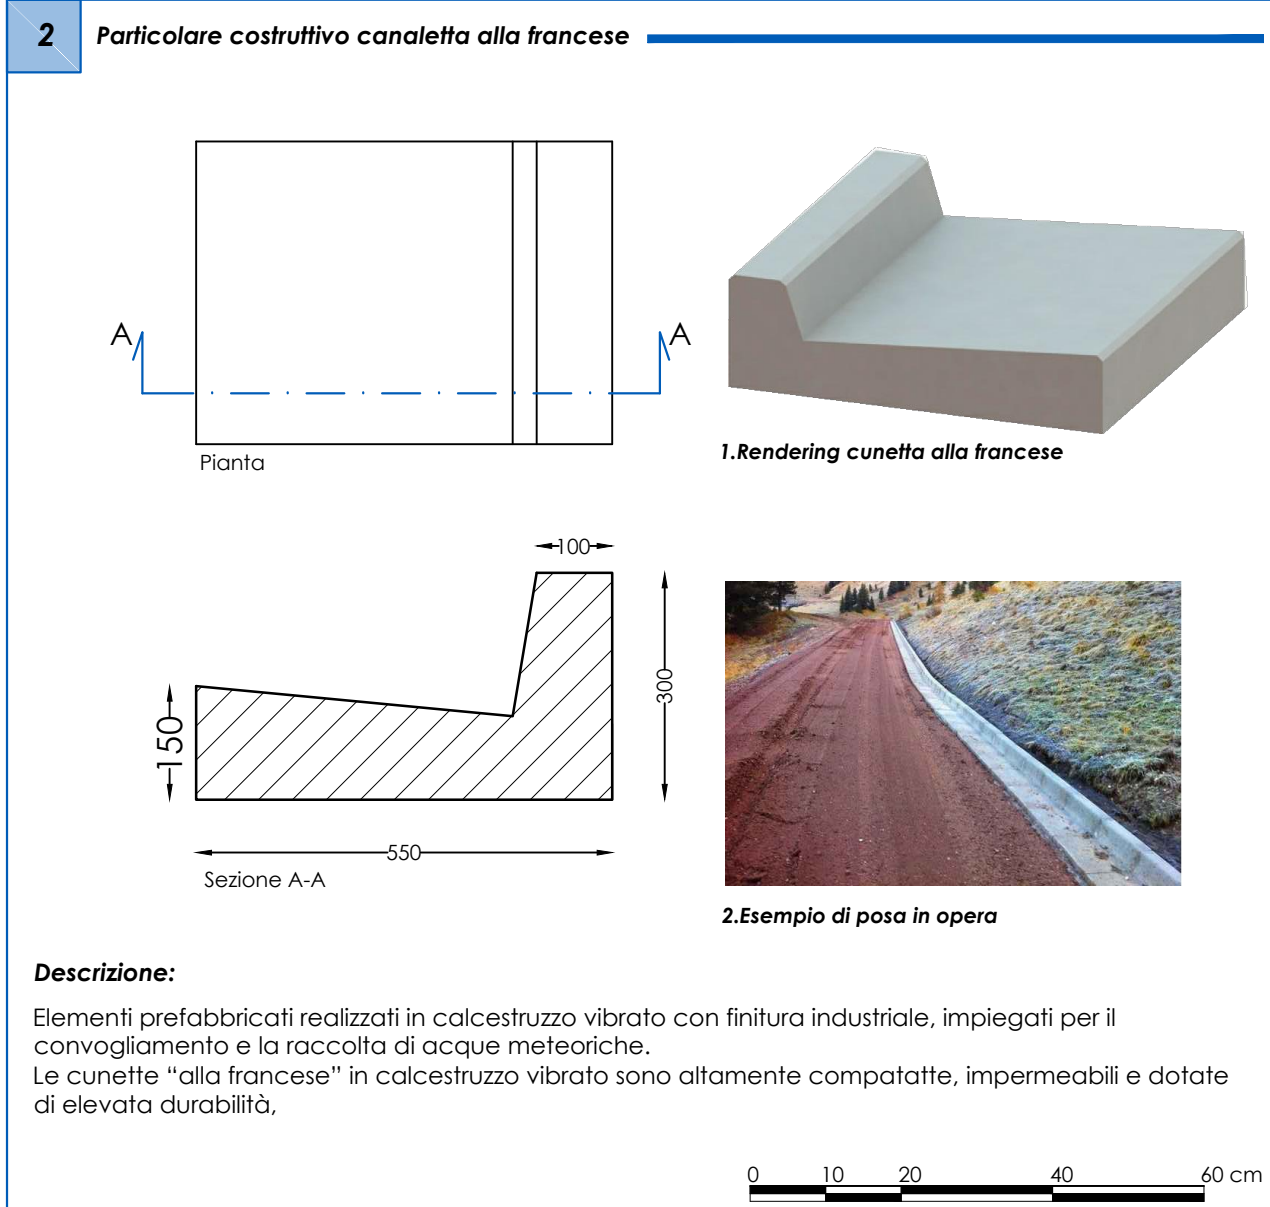 2
Particolare costruttivo canaletta alla francese
A
A
Pianta
1.Rendering cunetta alla francese
100
150
300
550
Sezione A-A
2.Esempio di posa in opera
Descrizione:
Elementi prefabbricati realizzati in calcestruzzo vibrato con finitura industriale, impiegati per il
convogliamento e la raccolta di acque meteoriche.
Le cunette “alla francese” in calcestruzzo vibrato sono altamente compatatte, impermeabili e dotate
di elevata durabilità,
0 10 20 40 60 cm